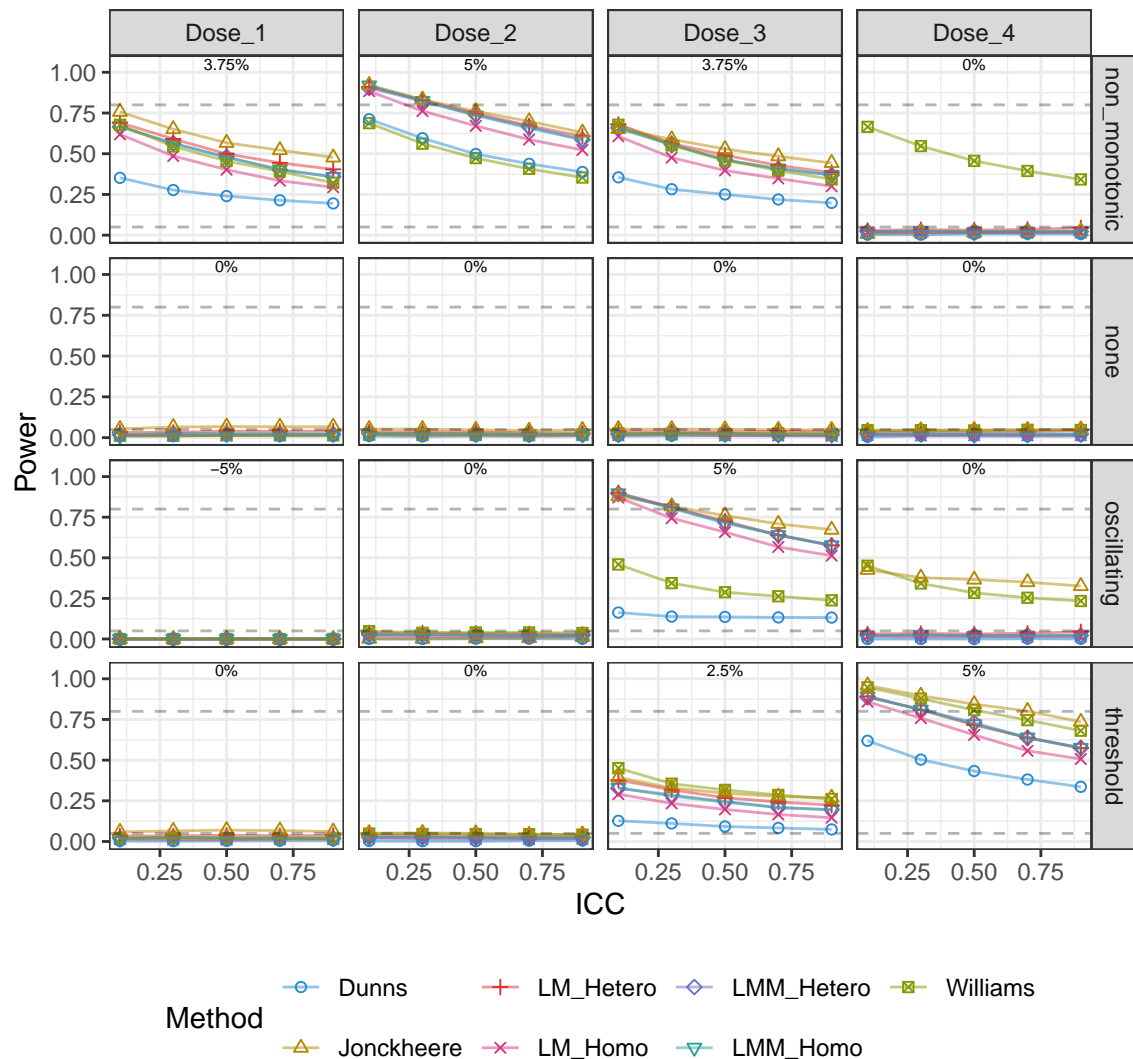 Dose_1 Dose_2 Dose_3 Dose_4
3.75% 5% 3.75% 0%
1.00
0.75
0.50
0.25
0.00
non_monotonic
0% 0% 0% 0%
1.00
0.75
0.50
0.25
0.00
none
−5% 0% 5% 0%
1.00
0.75
0.50
0.25
0.00
oscillating
0% 0% 2.5% 5%
1.00
0.75
0.50
0.25
0.00
threshold
Power
0.25 0.50 0.75 0.25 0.50 0.75 0.25 0.50 0.75 0.25 0.50 0.75
ICC
Method
Dunns LM_Hetero LMM_Hetero Williams
Jonckheere LM_Homo LMM_Homo